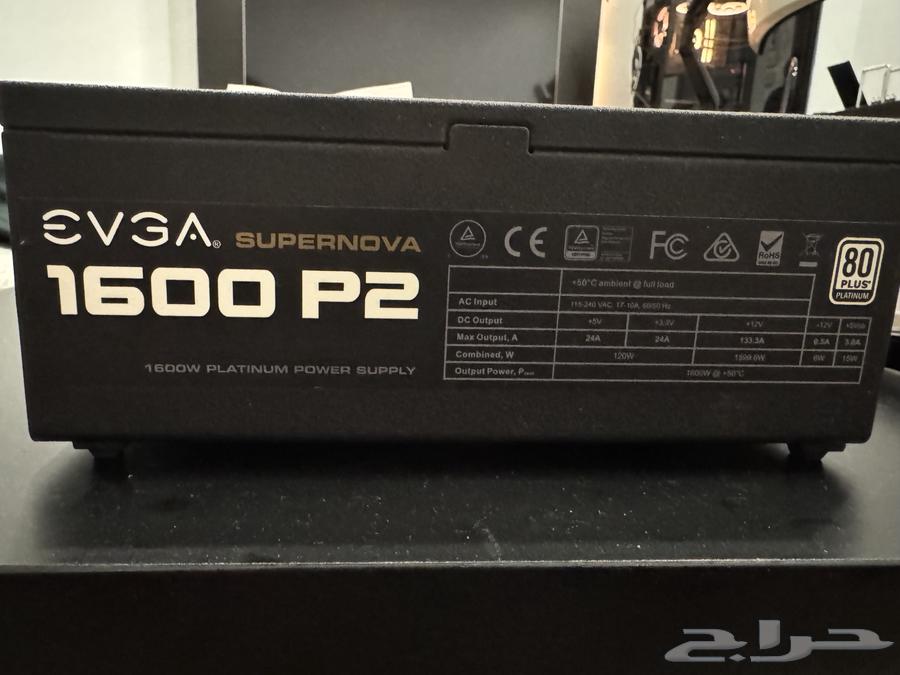 EVGA® SUPERNOVA
1600 P2
1600W PLATINUM POWER SUPPLY
CE
FC
RoHS
80
PLUS®
PLATINUM
+50°C ambient @ full load
AC Input 115-240 VAC, 17-10A, 60/50 Hz
DC Output +5V +3.3V +12V -12V +5Vsb
Max Output, A 24A 24A 133.3A 0.5A 3.0A
Combined, W 120W 1599.6W 6W 15W
Output Power, Pcont 1600W @ +50°C
حراج